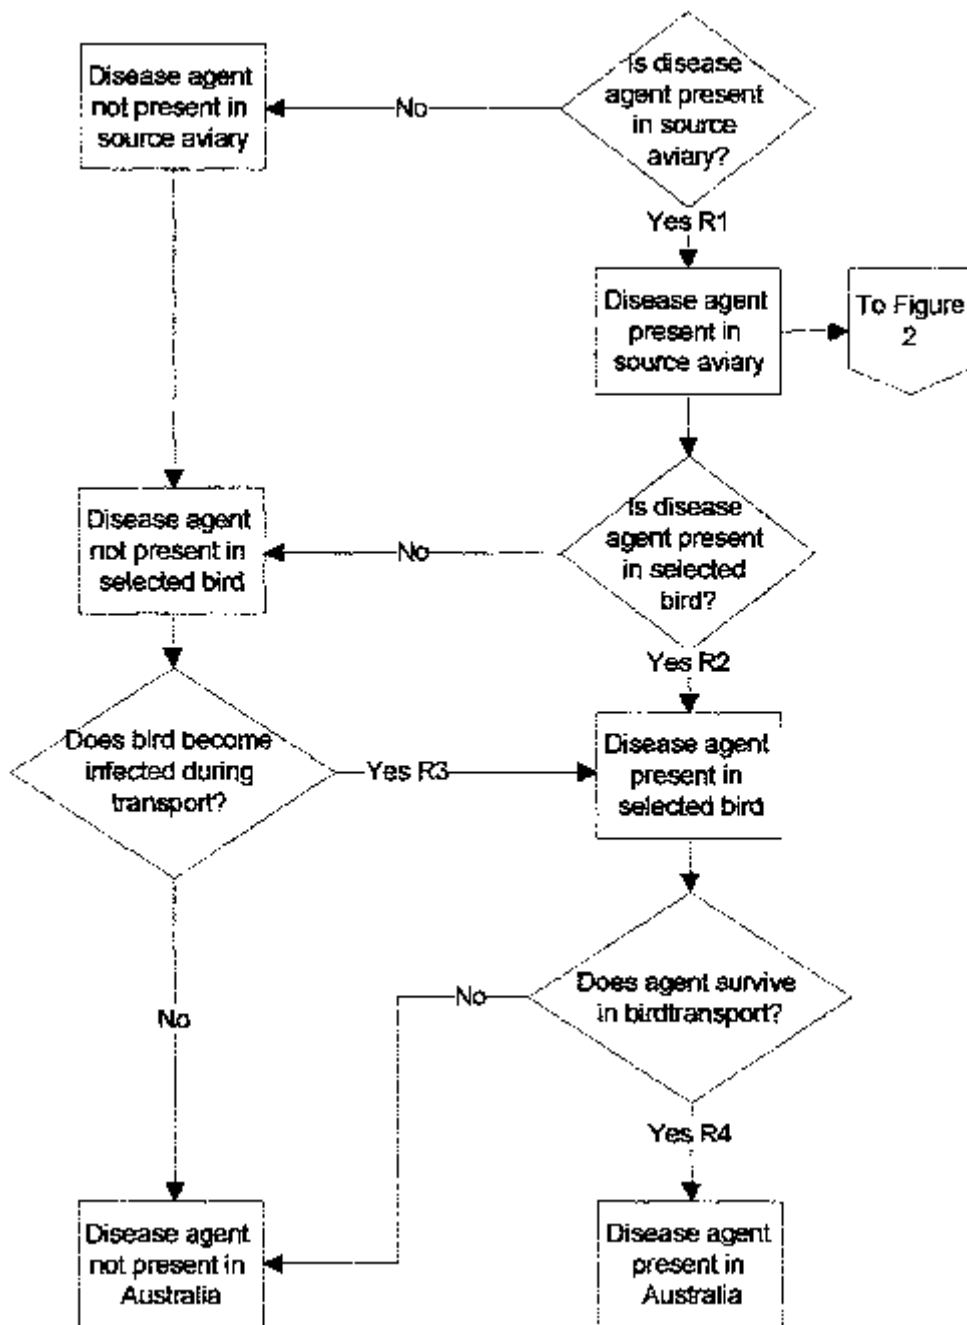 Disease agent
not present in
source aviary
No
Is disease
agent present
in source
aviary?
Yes R1
Disease agent
present in
source aviary
To Figure
2
Disease agent
not present in
selected bird
No
Is disease
agent present
in selected
bird?
Yes R2
Does bird become
infected during
transport?
Yes R3
Disease agent
present in
selected bird
No
Does agent survive
in birdtransport?
No
Yes R4
Disease agent
not present in
Australia
Disease agent
present in
Australia